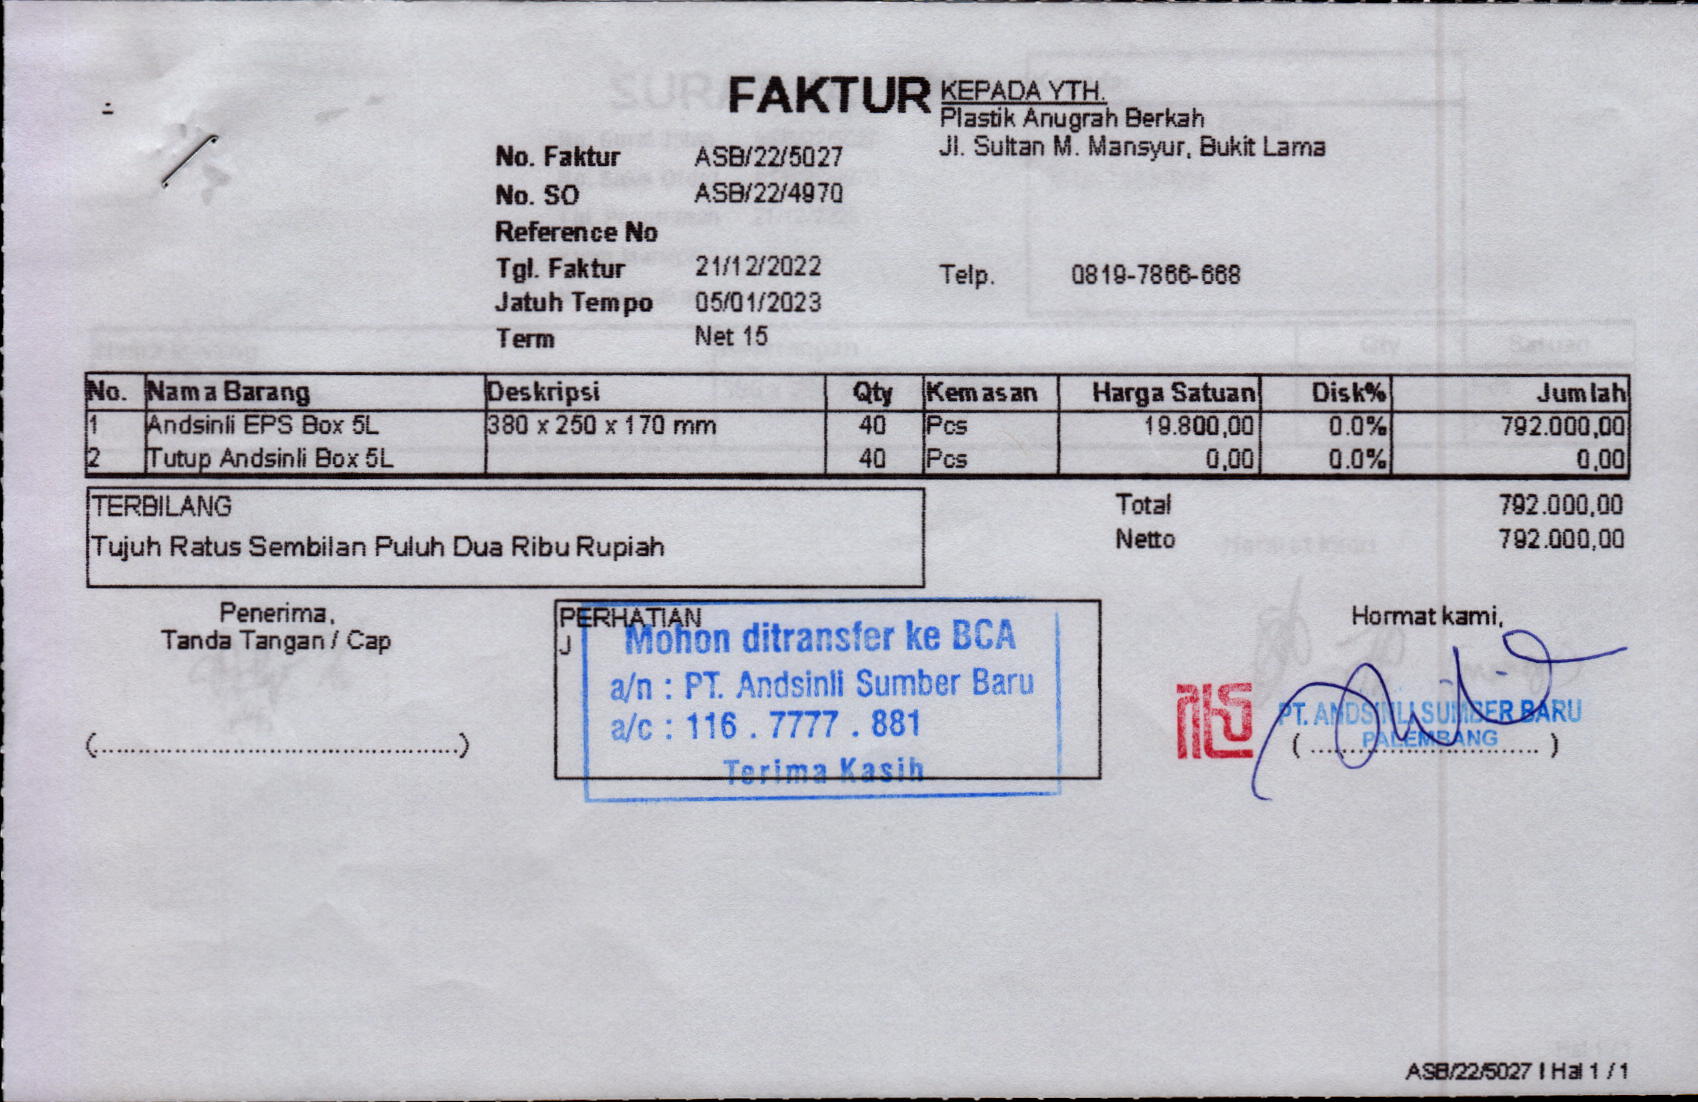 FAKTUR
KEPADA YTH.
Plastik Anugrah Berkah
Jl. Sultan M. Mansyur, Bukit Lama
No. Faktur ASB/22/5027
No. SO ASB/22/4970
Reference No
Tgl. Faktur 21/12/2022
Telp. 0819-7866-668
Jatuh Tempo 05/01/2023
Term Net 15
No. Nama Barang Deskripsi Qty Kemasan Harga Satuan Disk% Jumlah
1 Andsinli EPS Box 5L 380 x 250 x 170 mm 40 Pcs 19.800,00 0.0% 792.000,00
2 Tutup Andsinli Box 5L 40 Pcs 0,00 0.0% 0,00
TERBILANG
Tujuh Ratus Sembilan Puluh Dua Ribu Rupiah
Total 792.000,00
Netto 792.000,00
Penerima,
Tanda Tangan / Cap
(............................................)
PERHATIAN
J
Mohon ditransfer ke BCA
a/n : PT. Andsinli Sumber Baru
a/c : 116 . 7777 . 881
Terima Kasih
Hormat kami,
PT. ANDSINLI SUMBER BARU
PALEMBANG
( ............................ )
ASB/22/5027 I Hal 1 / 1